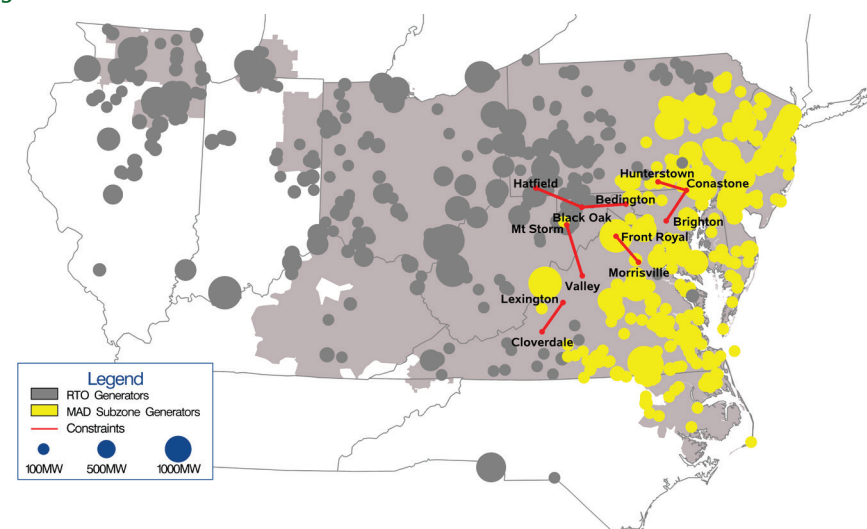 Hunterstown
Hatfield
Conastone
Bedington
Black Oak
Brighton
Mt Storm
Front Royal
Morrisville
Valley
Lexington
Cloverdale
Legend
RTO Generators
MAD Subzone Generators
Constraints
100MW 500MW 1000MW